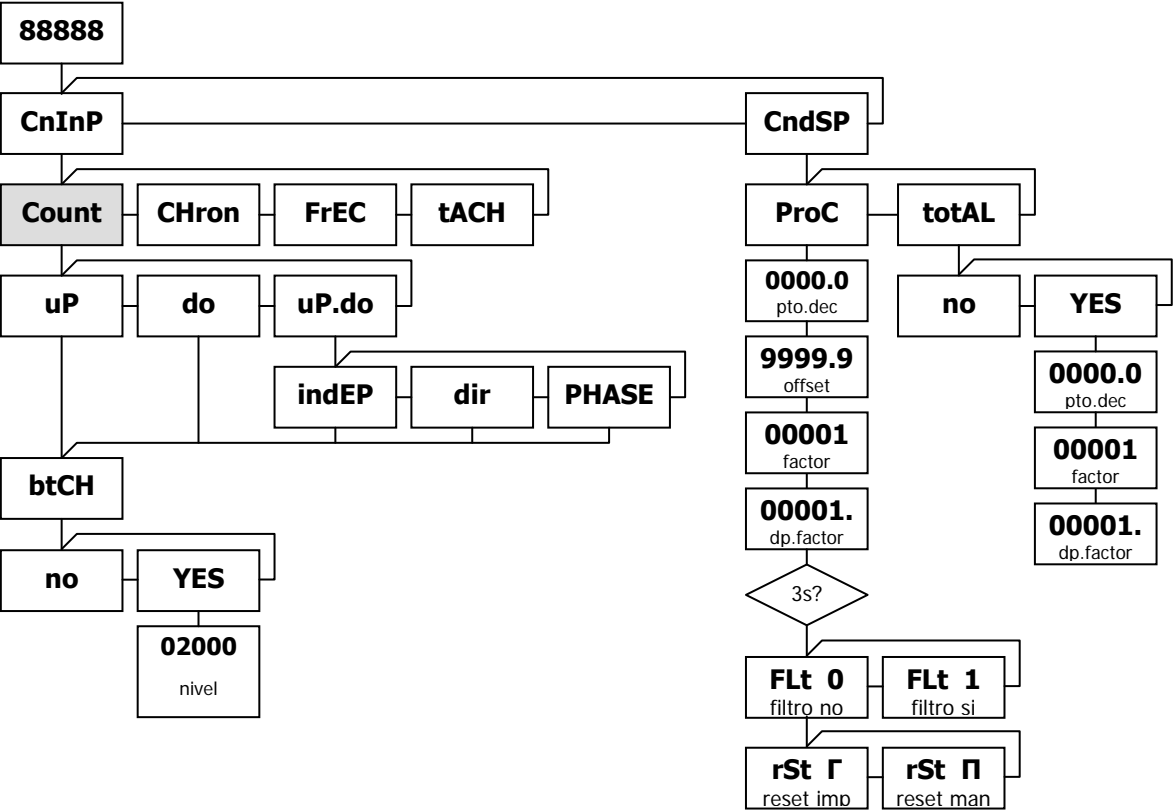 88888
CnInP
CndSP
Count
CHron
FrEC
tACH
ProC
totAL
uP
do
uP.do
0000.0
pto.dec
no
YES
indEP
dir
PHASE
9999.9
offset
0000.0
pto.dec
00001
factor
00001
factor
btCH
00001.
dp.factor
00001.
dp.factor
no
YES
3s?
02000
nivel
FLt 0
filtro no
FLt 1
filtro si
rSt Γ
reset imp
rSt Π
reset man